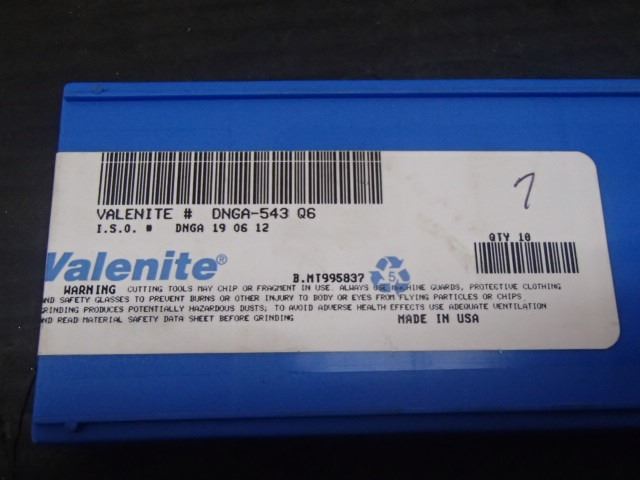 VALENITE # DNGA-543 Q6
I.S.O. # DNGA 19 06 12
7
QTY 10
Valenite®
B.MT995837
5
WARNING CUTTING TOOLS MAY CHIP OR FRAGMENT IN USE. ALWAYS USE MACHINE GUARDS, PROTECTIVE CLOTHING
AND SAFETY GLASSES TO PREVENT BURNS OR OTHER INJURY TO BODY OR EYES FROM FLYING PARTICLES OR CHIPS
GRINDING PRODUCES POTENTIALLY HAZARDOUS DUSTS; TO AVOID ADVERSE HEALTH EFFECTS USE ADEQUATE VENTILATION
AND READ MATERIAL SAFETY DATA SHEET BEFORE GRINDING
MADE IN USA